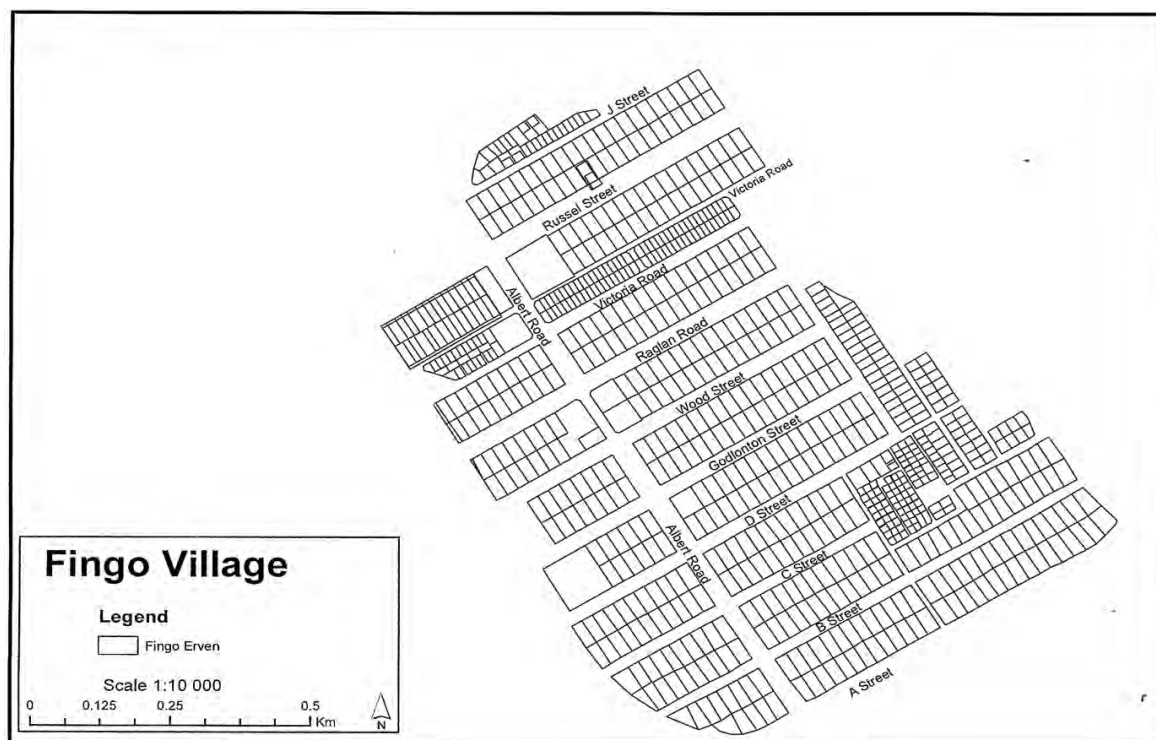 J Street
Russel Street
Victoria Road
Victoria Road
Albert Road
Raglan Road
Wood Street
Godlonton Street
D Street
Albert Road
C Street
B Street
A Street
Fingo Village
Legend
Fingo Erven
Scale 1:10 000
0 0.125 0.25 0.5
Km
N